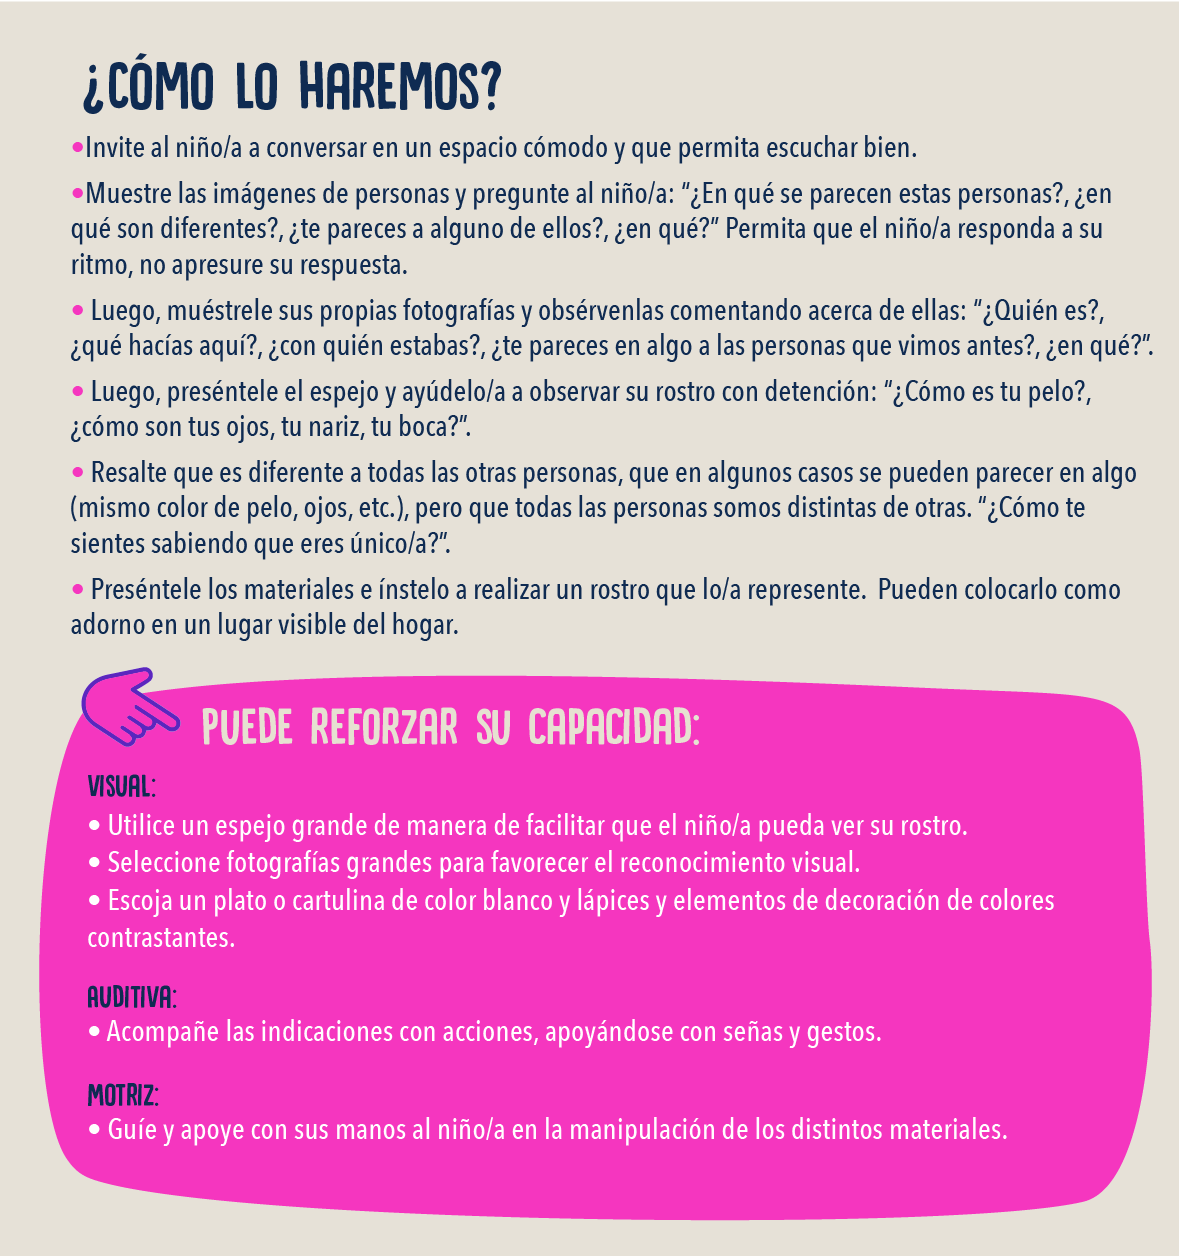 ¿CÓMO LO HAREMOS?
•Invite al niño/a a conversar en un espacio cómodo y que permita escuchar bien.
•Muestre las imágenes de personas y pregunte al niño/a: “¿En qué se parecen estas personas?, ¿en
qué son diferentes?, ¿te pareces a alguno de ellos?, ¿en qué?” Permita que el niño/a responda a su
ritmo, no apresure su respuesta.
• Luego, muéstrele sus propias fotografías y obsérvenlas comentando acerca de ellas: “¿Quién es?,
¿qué hacías aquí?, ¿con quién estabas?, ¿te pareces en algo a las personas que vimos antes?, ¿en qué?”.
• Luego, preséntele el espejo y ayúdelo/a a observar su rostro con detención: “¿Cómo es tu pelo?,
¿cómo son tus ojos, tu nariz, tu boca?”.
• Resalte que es diferente a todas las otras personas, que en algunos casos se pueden parecer en algo
(mismo color de pelo, ojos, etc.), pero que todas las personas somos distintas de otras. “¿Cómo te
sientes sabiendo que eres único/a?”.
• Preséntele los materiales e ínstelo a realizar un rostro que lo/a represente.  Pueden colocarlo como
adorno en un lugar visible del hogar.
PUEDE REFORZAR SU CAPACIDAD:
VISUAL:
• Utilice un espejo grande de manera de facilitar que el niño/a pueda ver su rostro.
• Seleccione fotografías grandes para favorecer el reconocimiento visual.
• Escoja un plato o cartulina de color blanco y lápices y elementos de decoración de colores
contrastantes.
AUDITIVA:
• Acompañe las indicaciones con acciones, apoyándose con señas y gestos.
MOTRIZ:
• Guíe y apoye con sus manos al niño/a en la manipulación de los distintos materiales.